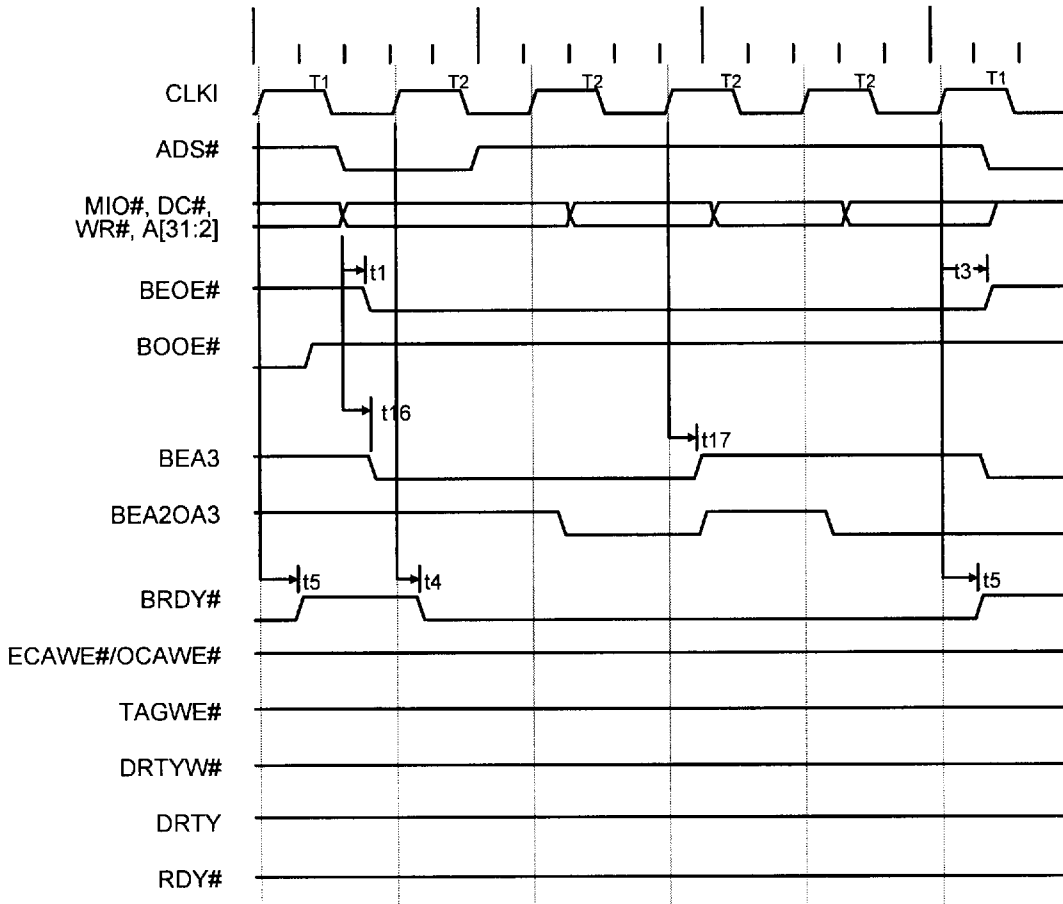 T1 T2 T2 T2 T2 T1
CLKI
ADS#
MIO#, DC#,
WR#, A[31:2]
t1 t3
BEOE#
BOOE#
t16
t17
BEA3
BEA2OA3
t5 t4 t5
BRDY#
ECAWE#/OCAWE#
TAGWE#
DRTYW#
DRTY
RDY#